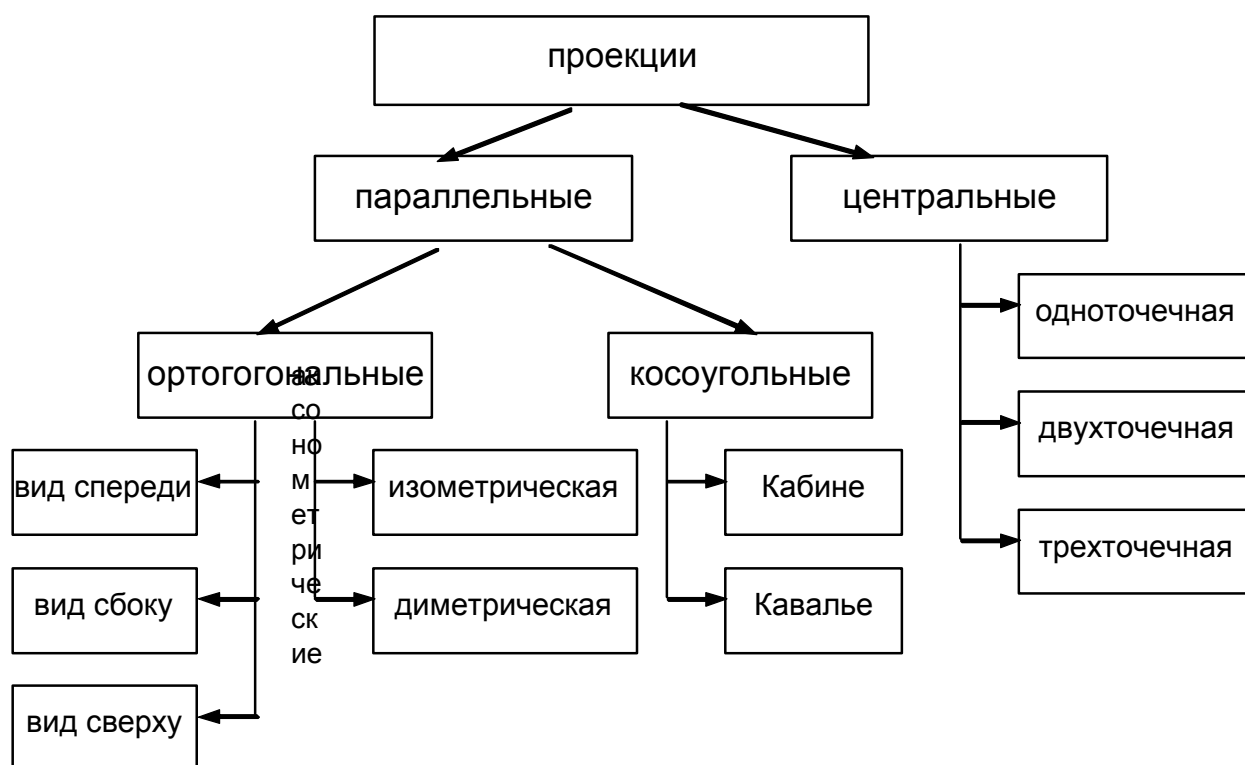 проекции
параллельные
центральные
ортогогональные
косоугольные
одноточечная
двухточечная
трехточечная
вид спереди
вид сбоку
вид сверху
ак
со
но
м
ет
ри
че
ск
ие
изометрическая
диметрическая
Кабине
Кавалье